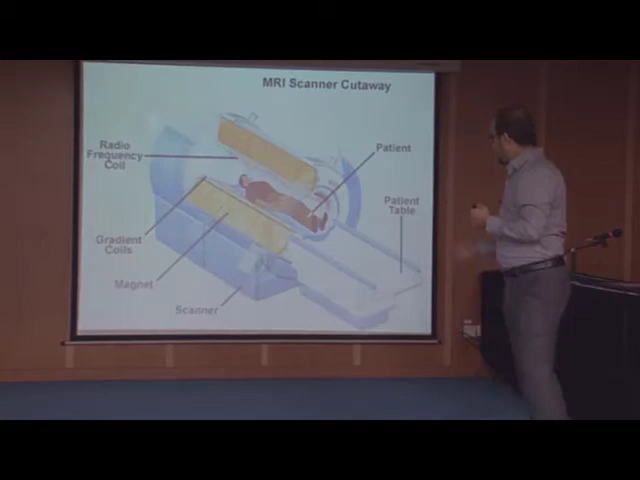 MRI Scanner Cutaway
Radio
Frequency
Coil
Patient
Patient
Table
Gradient
Coils
Magnet
Scanner